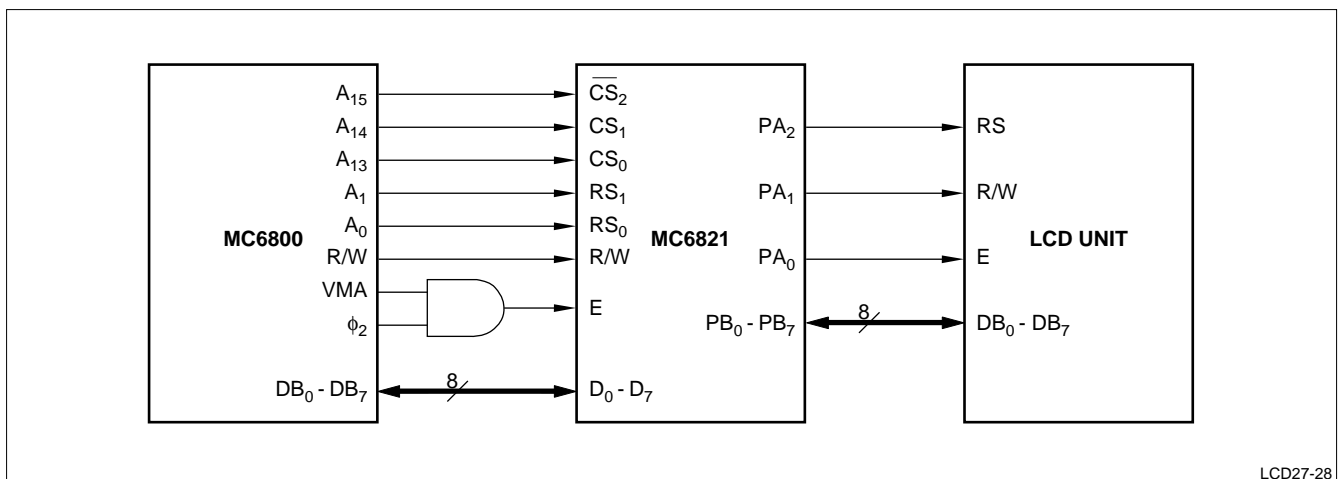 A₁₅
A₁₄
A₁₃
A₁
A₀
R/W
VMA
ϕ₂
DB₀ - DB₇
MC6800
8
C̅S̅₂
CS₁
CS₀
RS₁
RS₀
R/W
E
D₀ - D₇
MC6821
PA₂
PA₁
PA₀
PB₀ - PB₇
8
RS
R/W
E
DB₀ - DB₇
LCD UNIT
LCD27-28